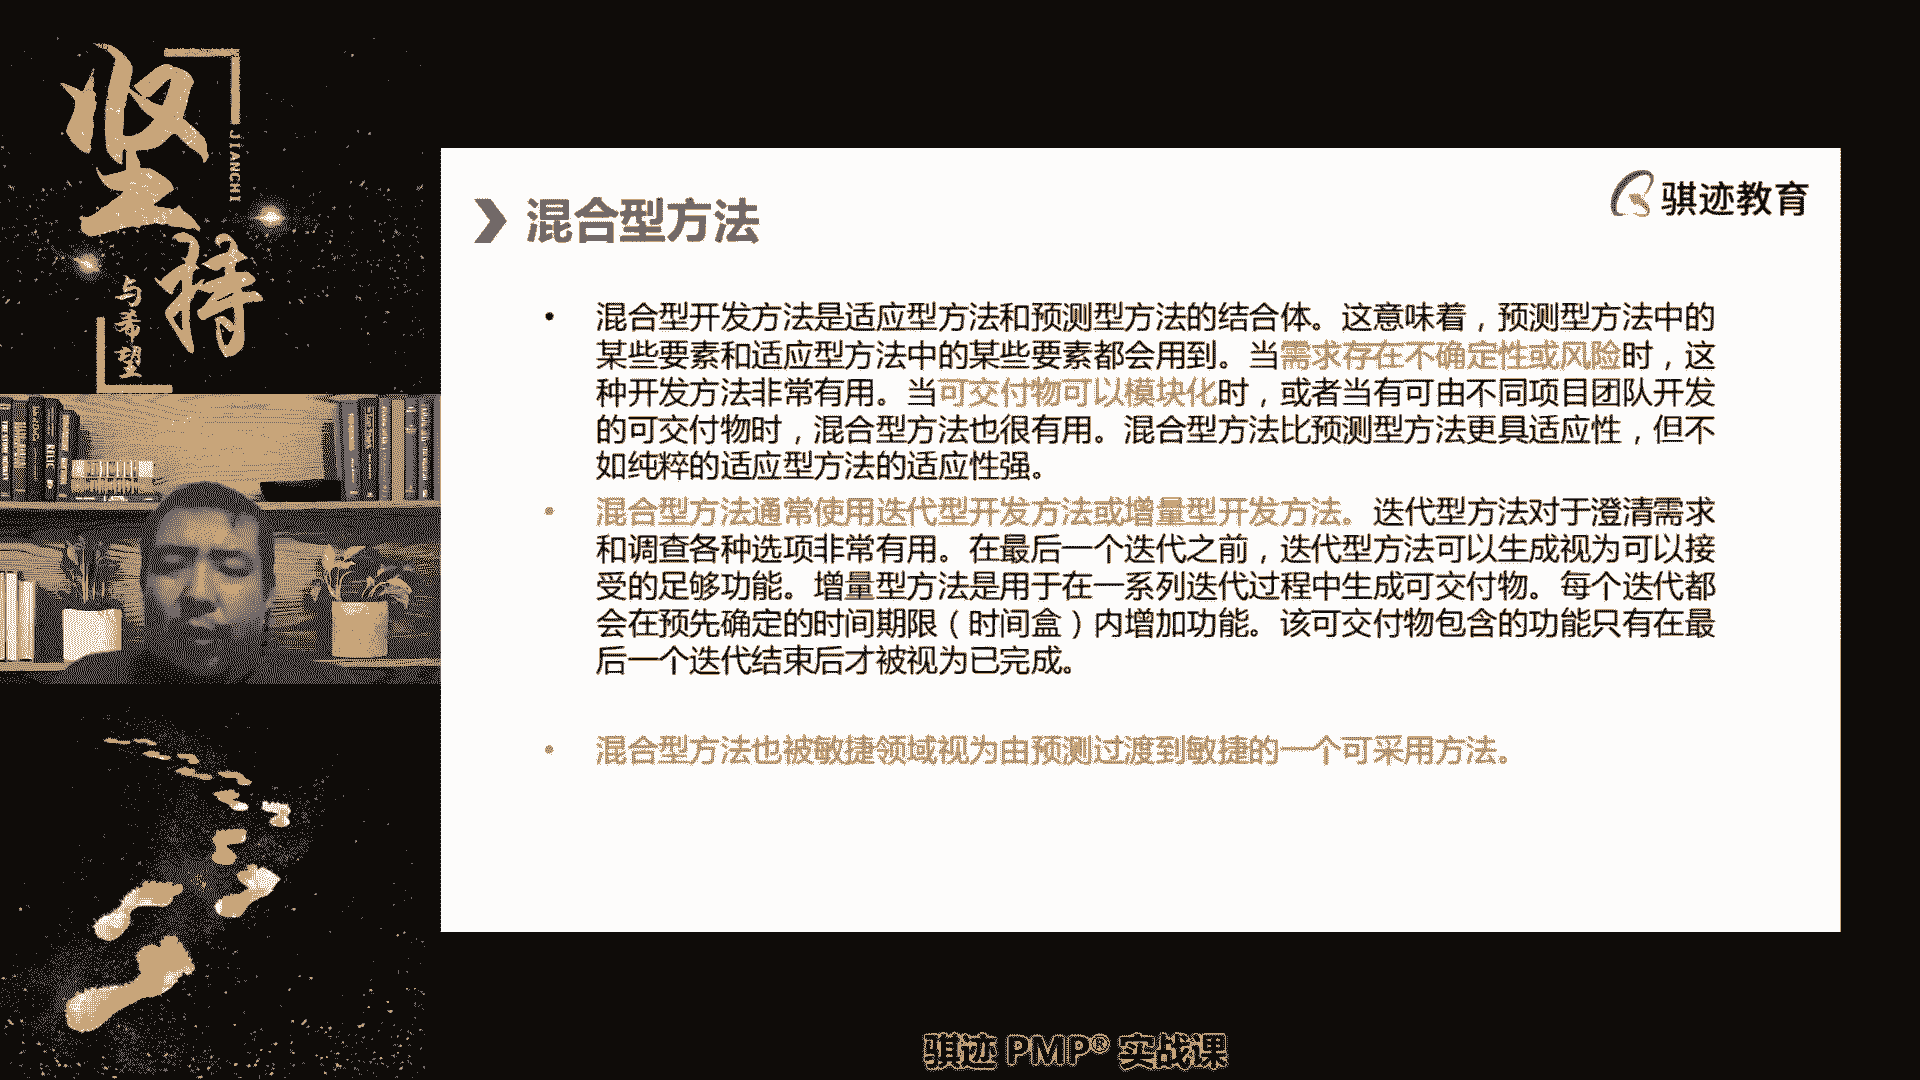 坚持
JIANCHI
与希望
骐迹教育
混合型方法
• 混合型开发方法是适应型方法和预测型方法的结合体。这意味着，预测型方法中的
某些要素和适应型方法中的某些要素都会用到。当需求存在不确定性或风险时，这
种开发方法非常有用。当可交付物可以模块化时，或者当有可由不同项目团队开发
的可交付物时，混合型方法也很有用。混合型方法比预测型方法更具适应性，但不
如纯粹的适应型方法的适应性强。
• 混合型方法通常使用迭代型开发方法或增量型开发方法。迭代型方法对于澄清需求
和调查各种选项非常有用。在最后一个迭代之前，迭代型方法可以生成视为可以接
受的足够功能。增量型方法是用于在一系列迭代过程中生成可交付物。每个迭代都
会在预先确定的时间期限（时间盒）内增加功能。该可交付物包含的功能只有在最
后一个迭代结束后才被视为已完成。
• 混合型方法也被敏捷领域视为由预测过渡到敏捷的一个可采用方法。
骐迹 PMP® 实战课